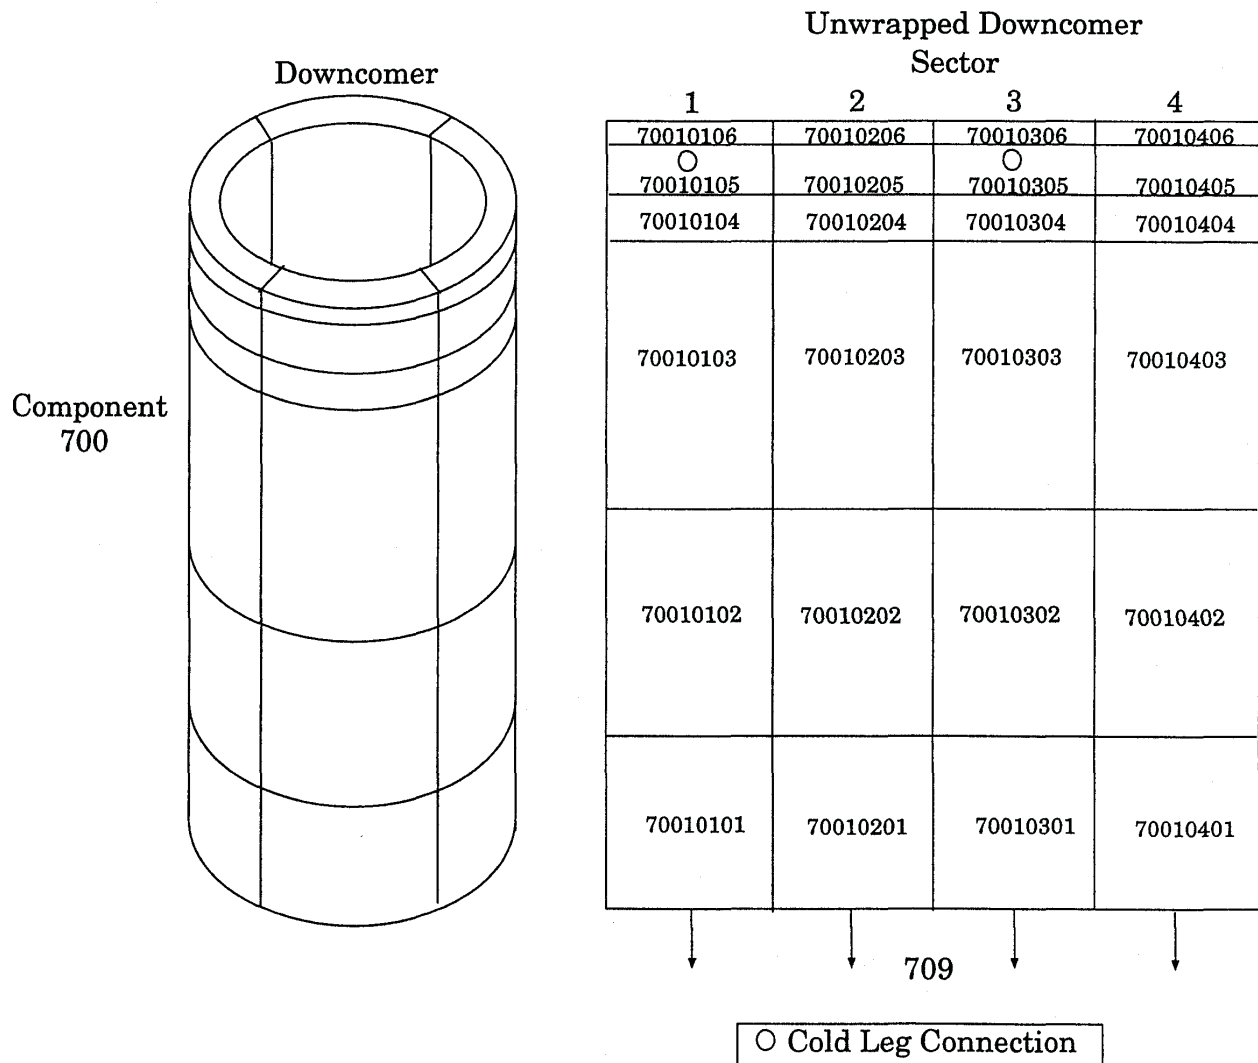 Unwrapped Downcomer
Sector
Downcomer
1 2 3 4
70010106 70010206 70010306 70010406
70010105 70010205 70010305 70010405
70010104 70010204 70010304 70010404
70010103 70010203 70010303 70010403
Component
700
70010102 70010202 70010302 70010402
70010101 70010201 70010301 70010401
709
Cold Leg Connection